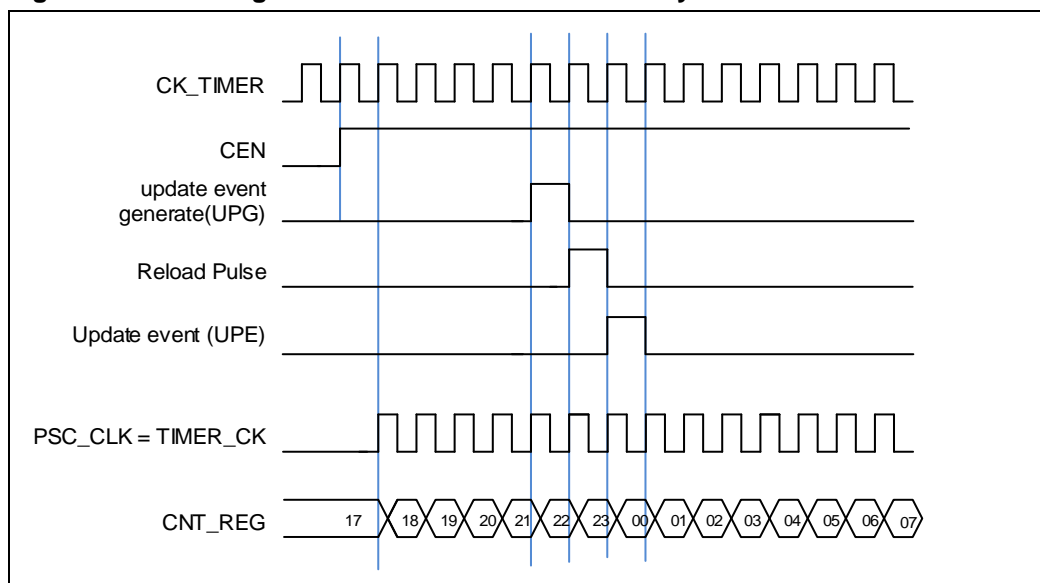 CK_TIMER
CEN
update event
generate(UPG)
Reload Pulse
Update event (UPE)
PSC_CLK = TIMER_CK
CNT_REG 17 18 19 20 21 22 23 00 01 02 03 04 05 06 07